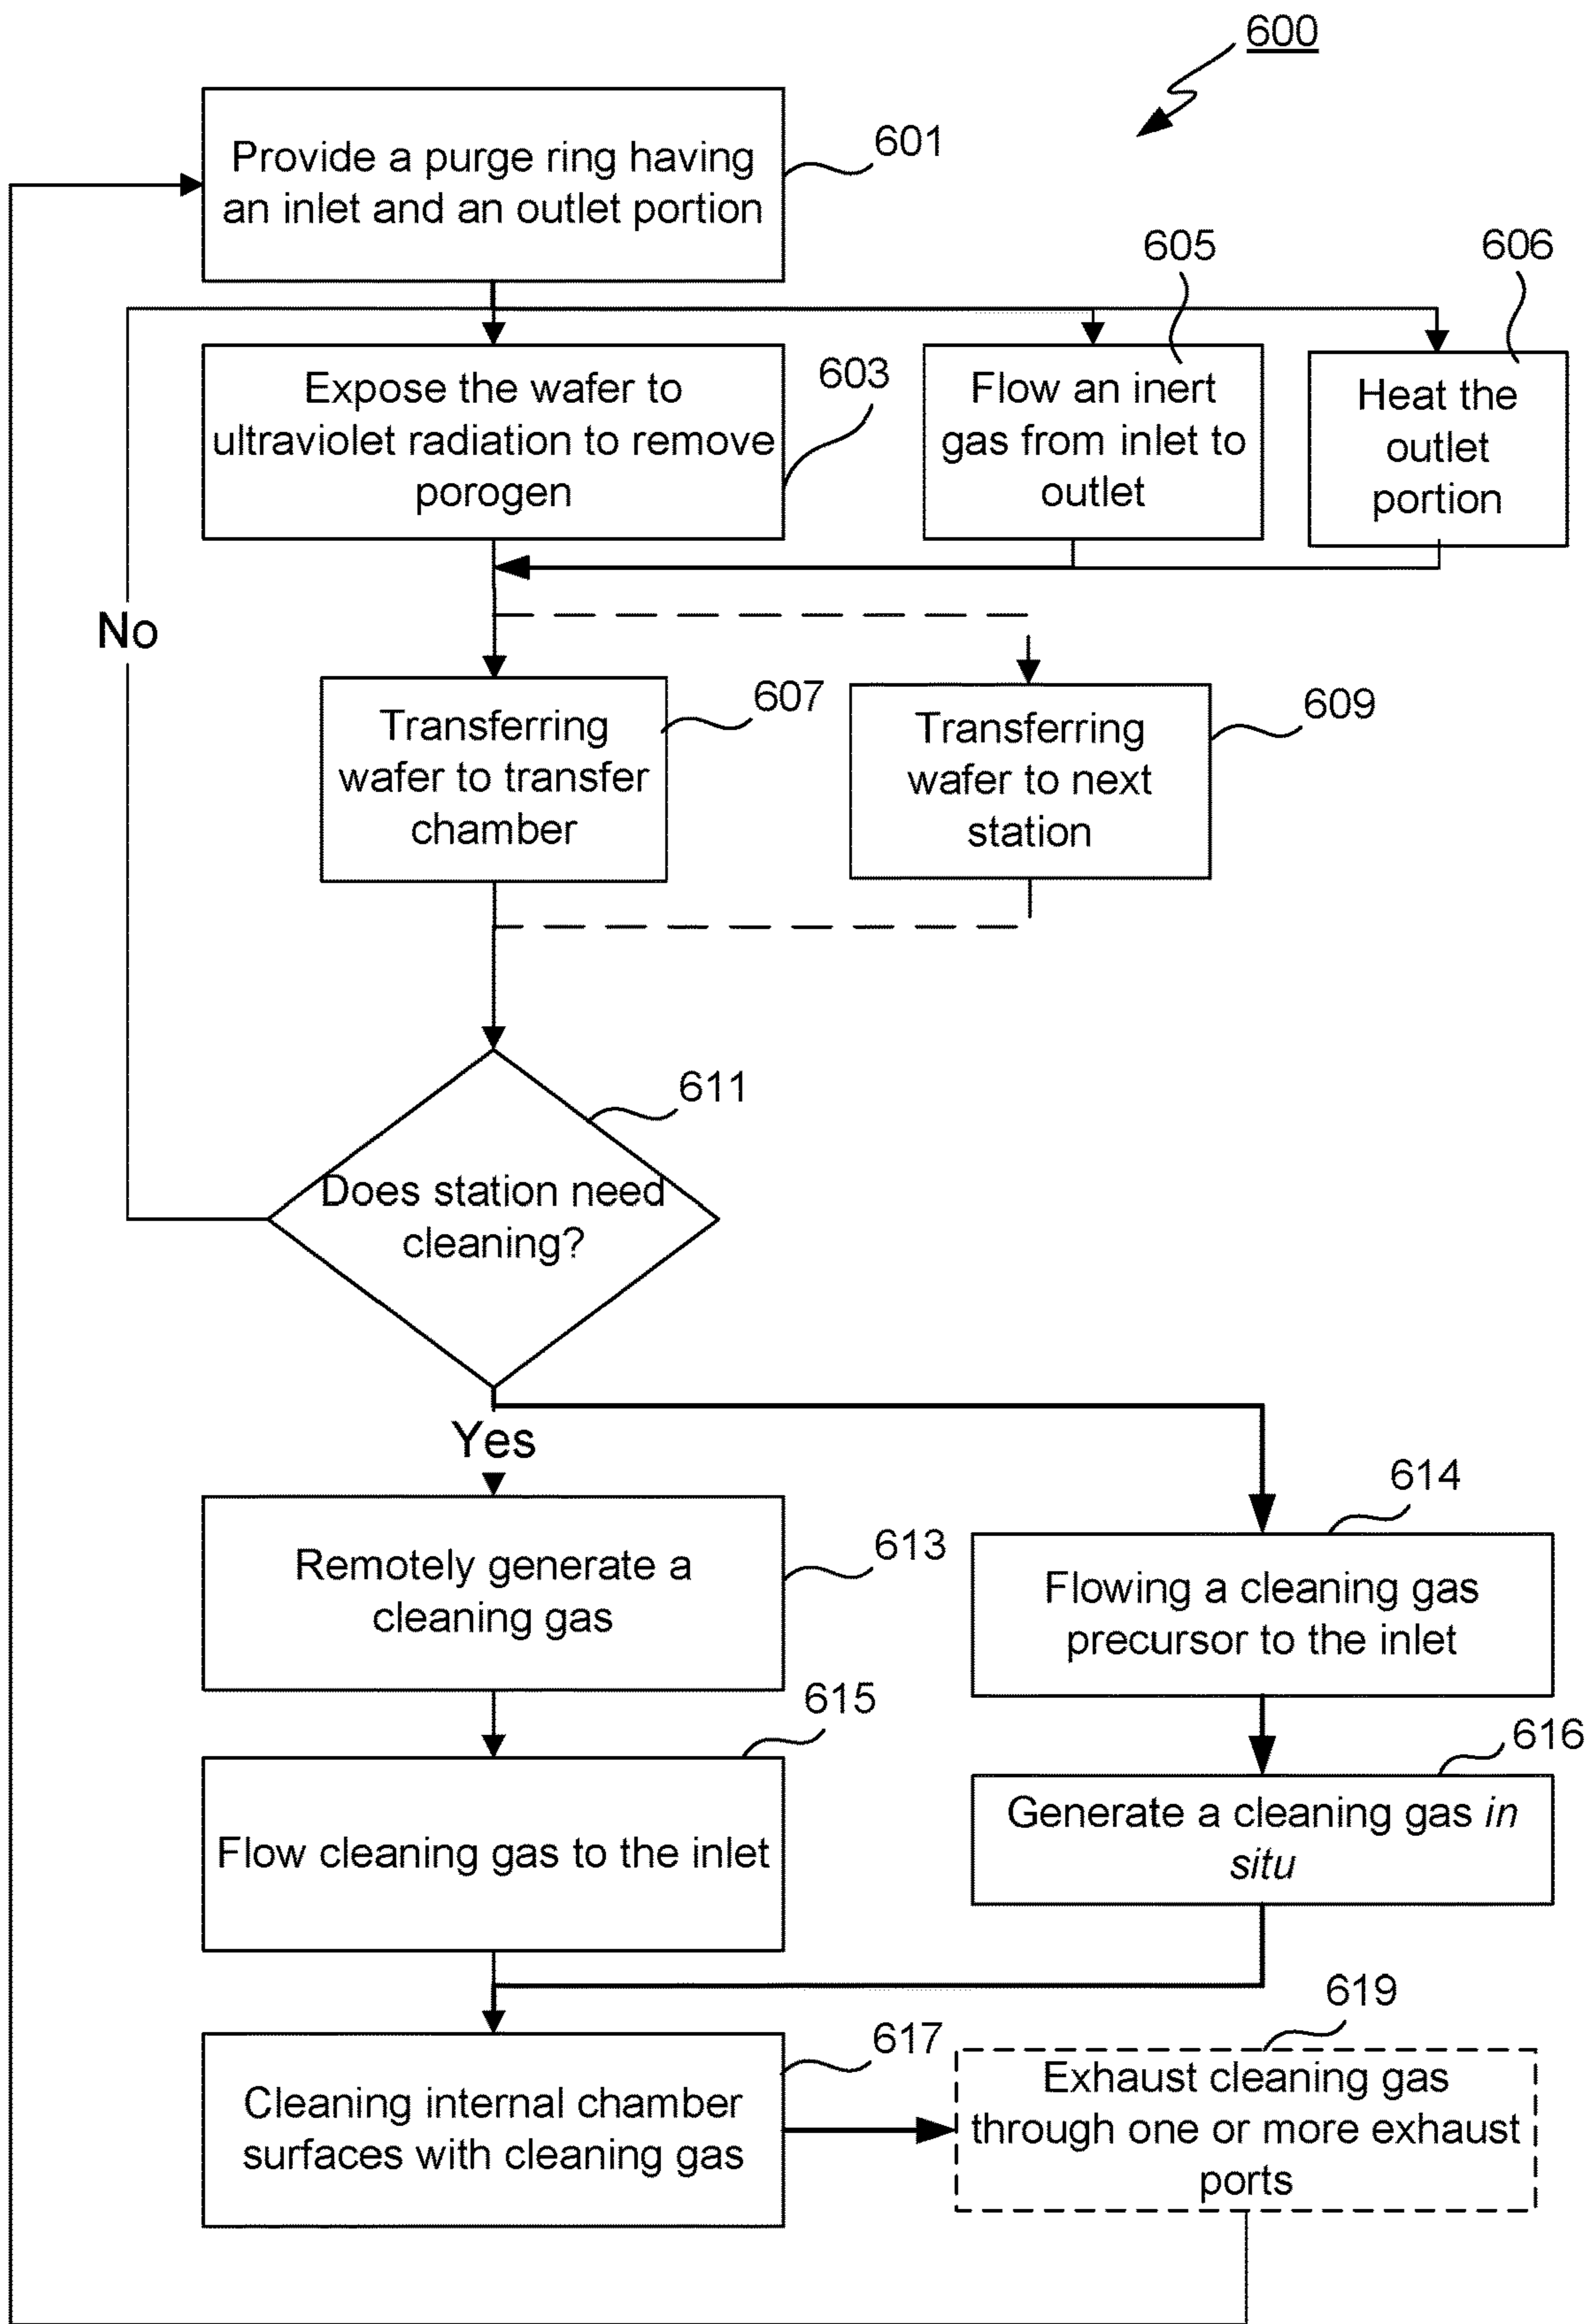 600
Provide a purge ring having
an inlet and an outlet portion
601
605
606
Expose the wafer to
ultraviolet radiation to remove
porogen
603
Flow an inert
gas from inlet to
outlet
Heat the
outlet
portion
No
Transferring
wafer to transfer
chamber
607
Transferring
wafer to next
station
609
611
Does station need
cleaning?
Yes
614
Remotely generate a
cleaning gas
613
Flowing a cleaning gas
precursor to the inlet
615
616
Flow cleaning gas to the inlet
Generate a cleaning gas in
situ
619
617
Cleaning internal chamber
surfaces with cleaning gas
Exhaust cleaning gas
through one or more exhaust
ports